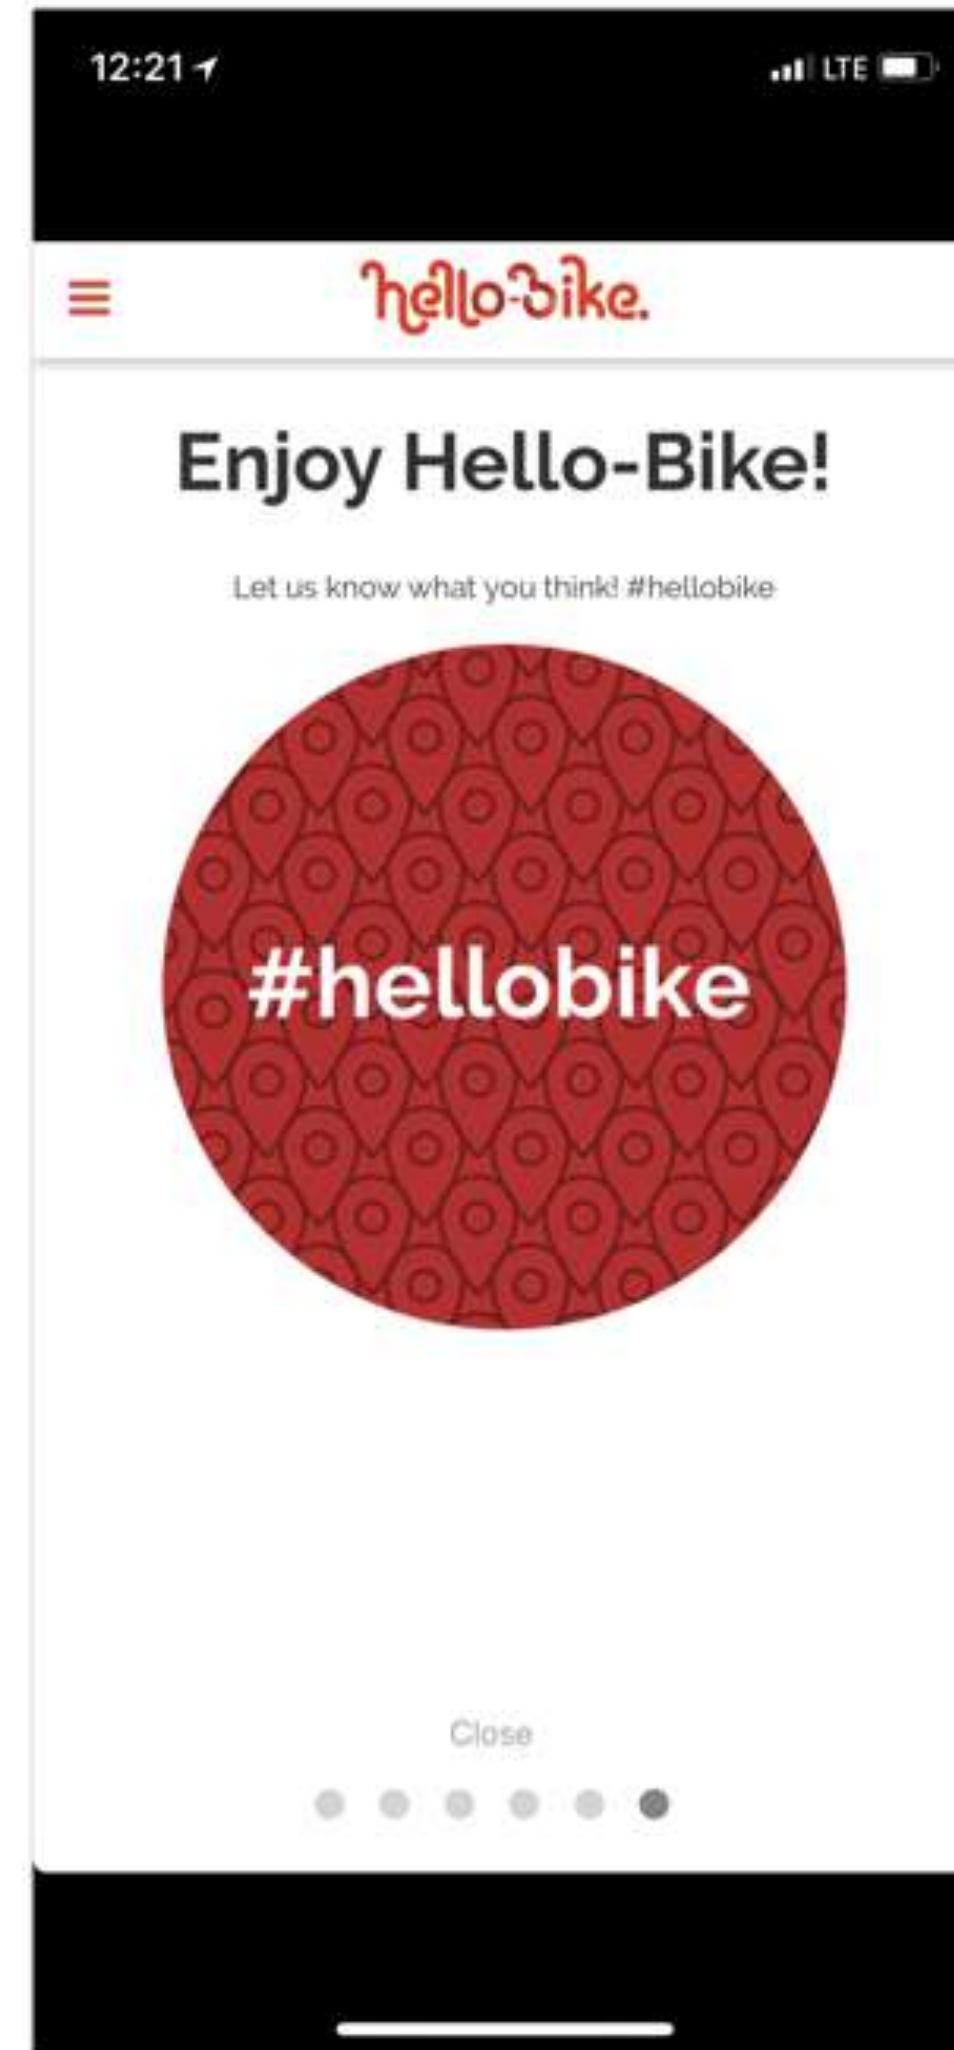 12:21
LTE
hello-Bike.
Enjoy Hello-Bike!
Let us know what you think! #hellobike
#hellobike
Close